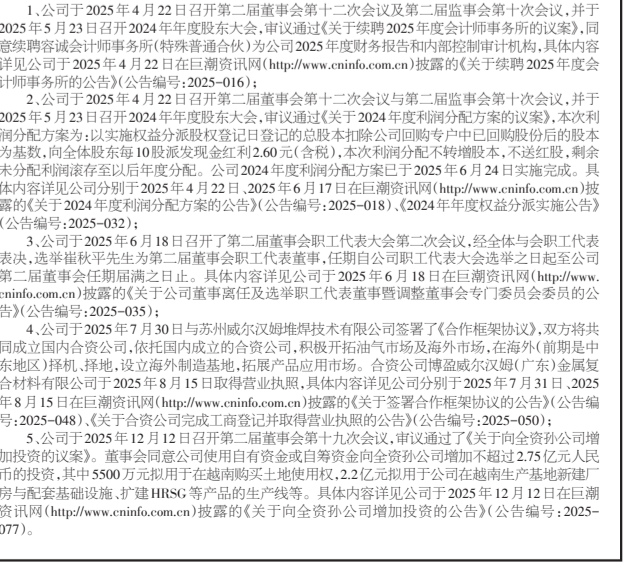 1、公司于2025年4月22日召开第二届董事会第十二次会议及第二届监事会第十次会议,并于
2025年5月23日召开2024年年度股东大会,审议通过《关于续聘2025年度会计师事务所的议案》,同
意续聘容诚会计师事务所(特殊普通合伙)为公司2025年度财务报告和内部控制审计机构,具体内容
详见公司于2025年4月22日在巨潮资讯网(http://www.cninfo.com.cn)披露的《关于续聘2025年度会
计师事务所的公告》(公告编号:2025-016);
2、公司于2025年4月22日召开第二届董事会第十二次会议与第二届监事会第十次会议,并于
2025年5月23日召开2024年年度股东大会,审议通过《关于2024年度利润分配方案的议案》,本次利
润分配方案为:以实施权益分派股权登记日登记的总股本扣除公司回购专户中已回购股份后的股本
为基数,向全体股东每10股派发现金红利2.60元(含税),本次利润分配不转增股本,不送红股,剩余
未分配利润滚存至以后年度分配。公司2024年度利润分配方案已于2025年6月24日实施完成。具
体内容详见公司分别于2025年4月22日、2025年6月17日在巨潮资讯网(http://www.cninfo.com.cn)披
露的《关于2024年度利润分配方案的公告》(公告编号:2025-018)、《2024年年度权益分派实施公告》
(公告编号:2025-032);
3、公司于2025年6月18日召开了第二届董事会职工代表大会第二次会议,经全体与会职工代表
表决,选举崔秋平先生为第二届董事会职工代表董事,任期自公司职工代表大会选举之日起至公司
第二届董事会任期届满之日止。具体内容详见公司于2025年6月18日在巨潮资讯网(http://www.
cninfo.com.cn)披露的《关于公司董事离任及选举职工代表董事暨调整董事会专门委员会委员的公
告》(公告编号:2025-035);
4、公司于2025年7月30日与苏州威尔汉姆堆焊技术有限公司签署了《合作框架协议》,双方将共
同成立国内合资公司,依托国内成立的合资公司,积极开拓油气市场及海外市场,在海外(前期是中
东地区)择机、择地,设立海外制造基地,拓展产品应用市场。合资公司博盈威尔汉姆(广东)金属复
合材料有限公司于2025年8月15日取得营业执照,具体内容详见公司分别于2025年7月31日、2025
年8月15日在巨潮资讯网(http://www.cninfo.com.cn)披露的《关于签署合作框架协议的公告》(公告编
号:2025-048)、《关于合资公司完成工商登记并取得营业执照的公告》(公告编号:2025-050);
5、公司于2025年12月12日召开第二届董事会第十九次会议,审议通过了《关于向全资孙公司增
加投资的议案》。董事会同意公司使用自有资金或自筹资金向全资孙公司增加不超过2.75亿元人民
币的投资,其中5500万元拟用于在越南购买土地使用权,2.2亿元拟用于公司在越南生产基地新建厂
房与配套基础设施、扩建HRSG等产品的生产线等。具体内容详见公司于2025年12月12日在巨潮
资讯网(http://www.cninfo.com.cn)披露的《关于向全资孙公司增加投资的公告》(公告编号:2025-
077)。